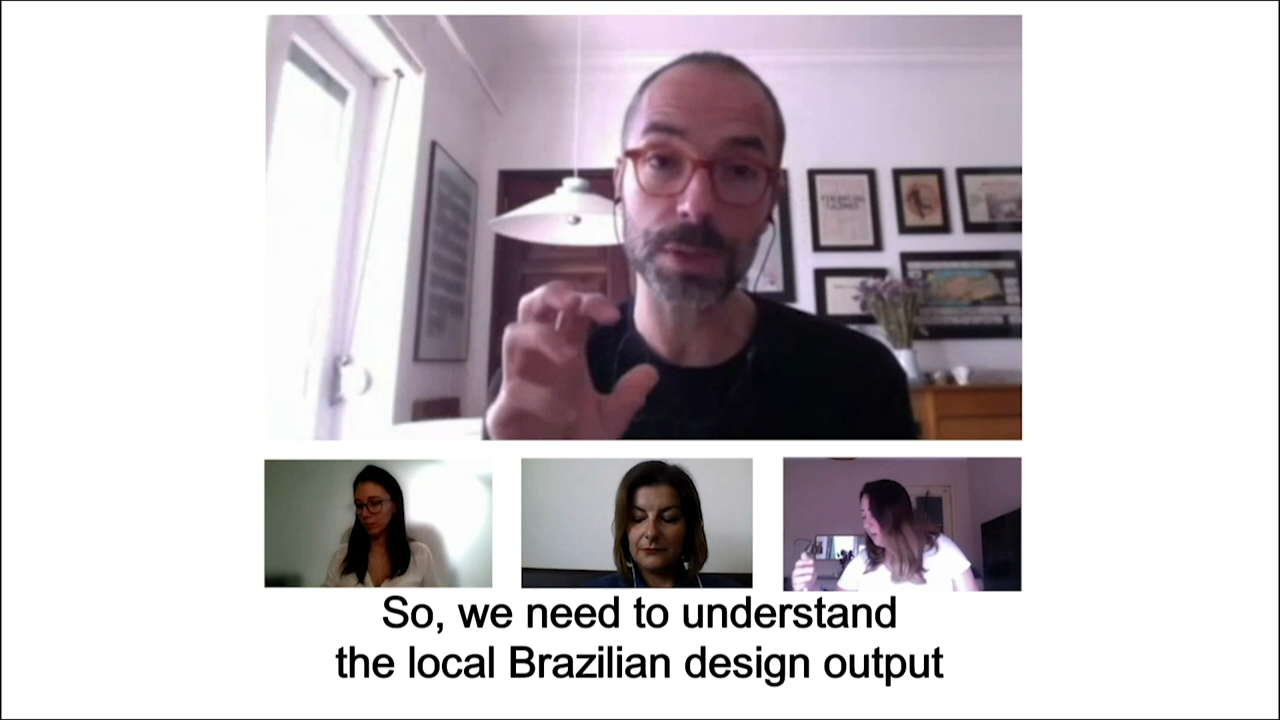 So, we need to understand
the local Brazilian design output